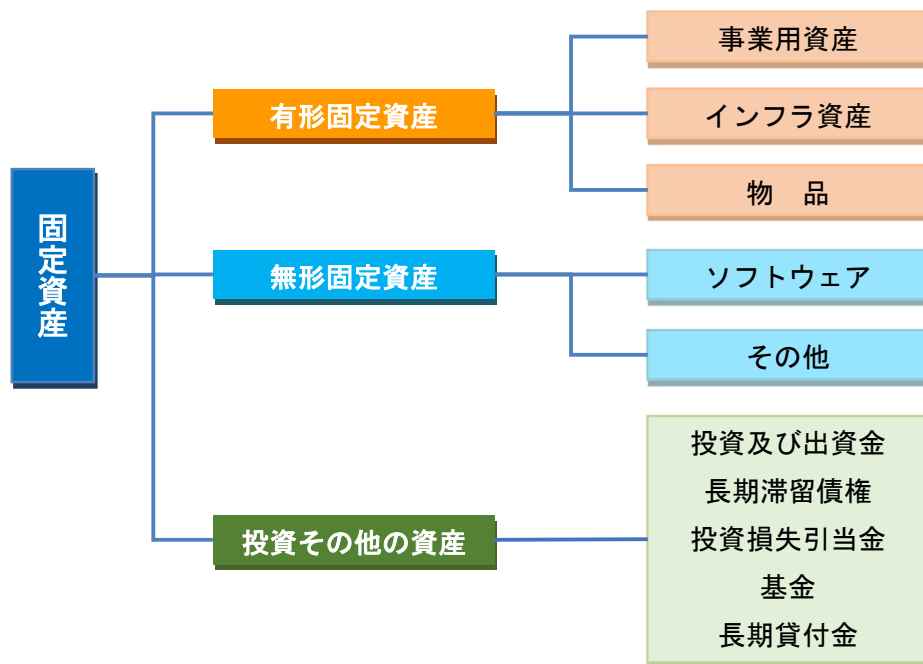 固定資産
有形固定資産
事業用資産
インフラ資産
物　品
無形固定資産
ソフトウェア
その他
投資その他の資産
投資及び出資金
長期滞留債権
投資損失引当金
基金
長期貸付金